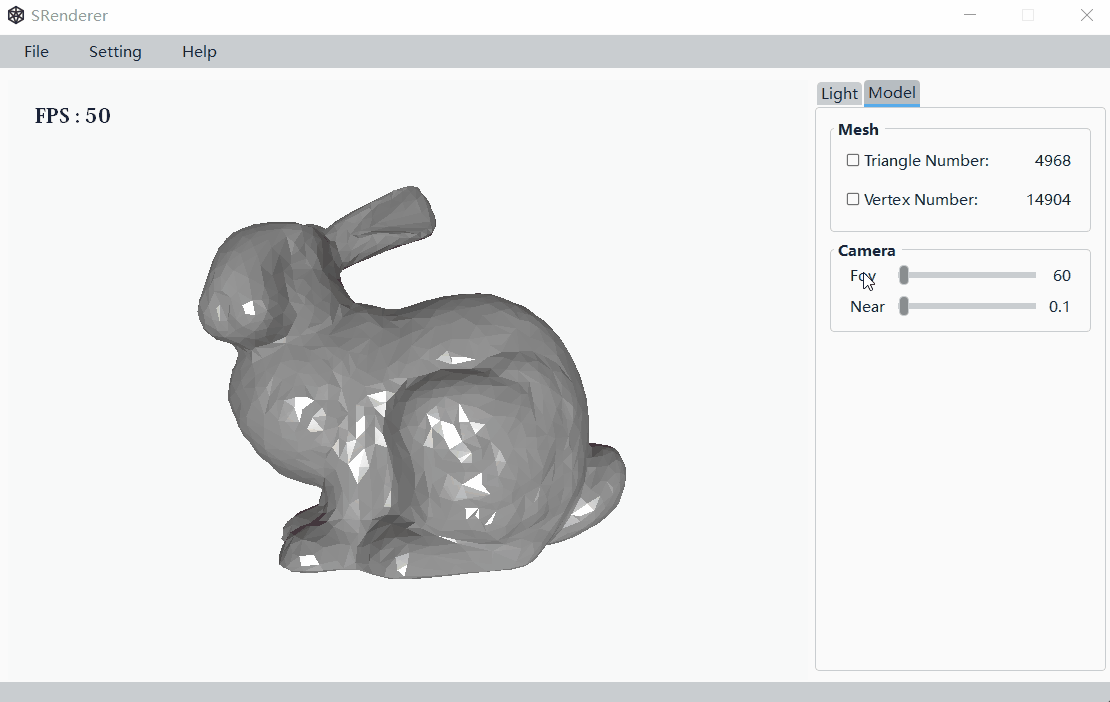 SRenderer
File Setting Help
FPS : 50
Light Model
Mesh
Triangle Number: 4968
Vertex Number: 14904
Camera
Fov 60
Near 0.1